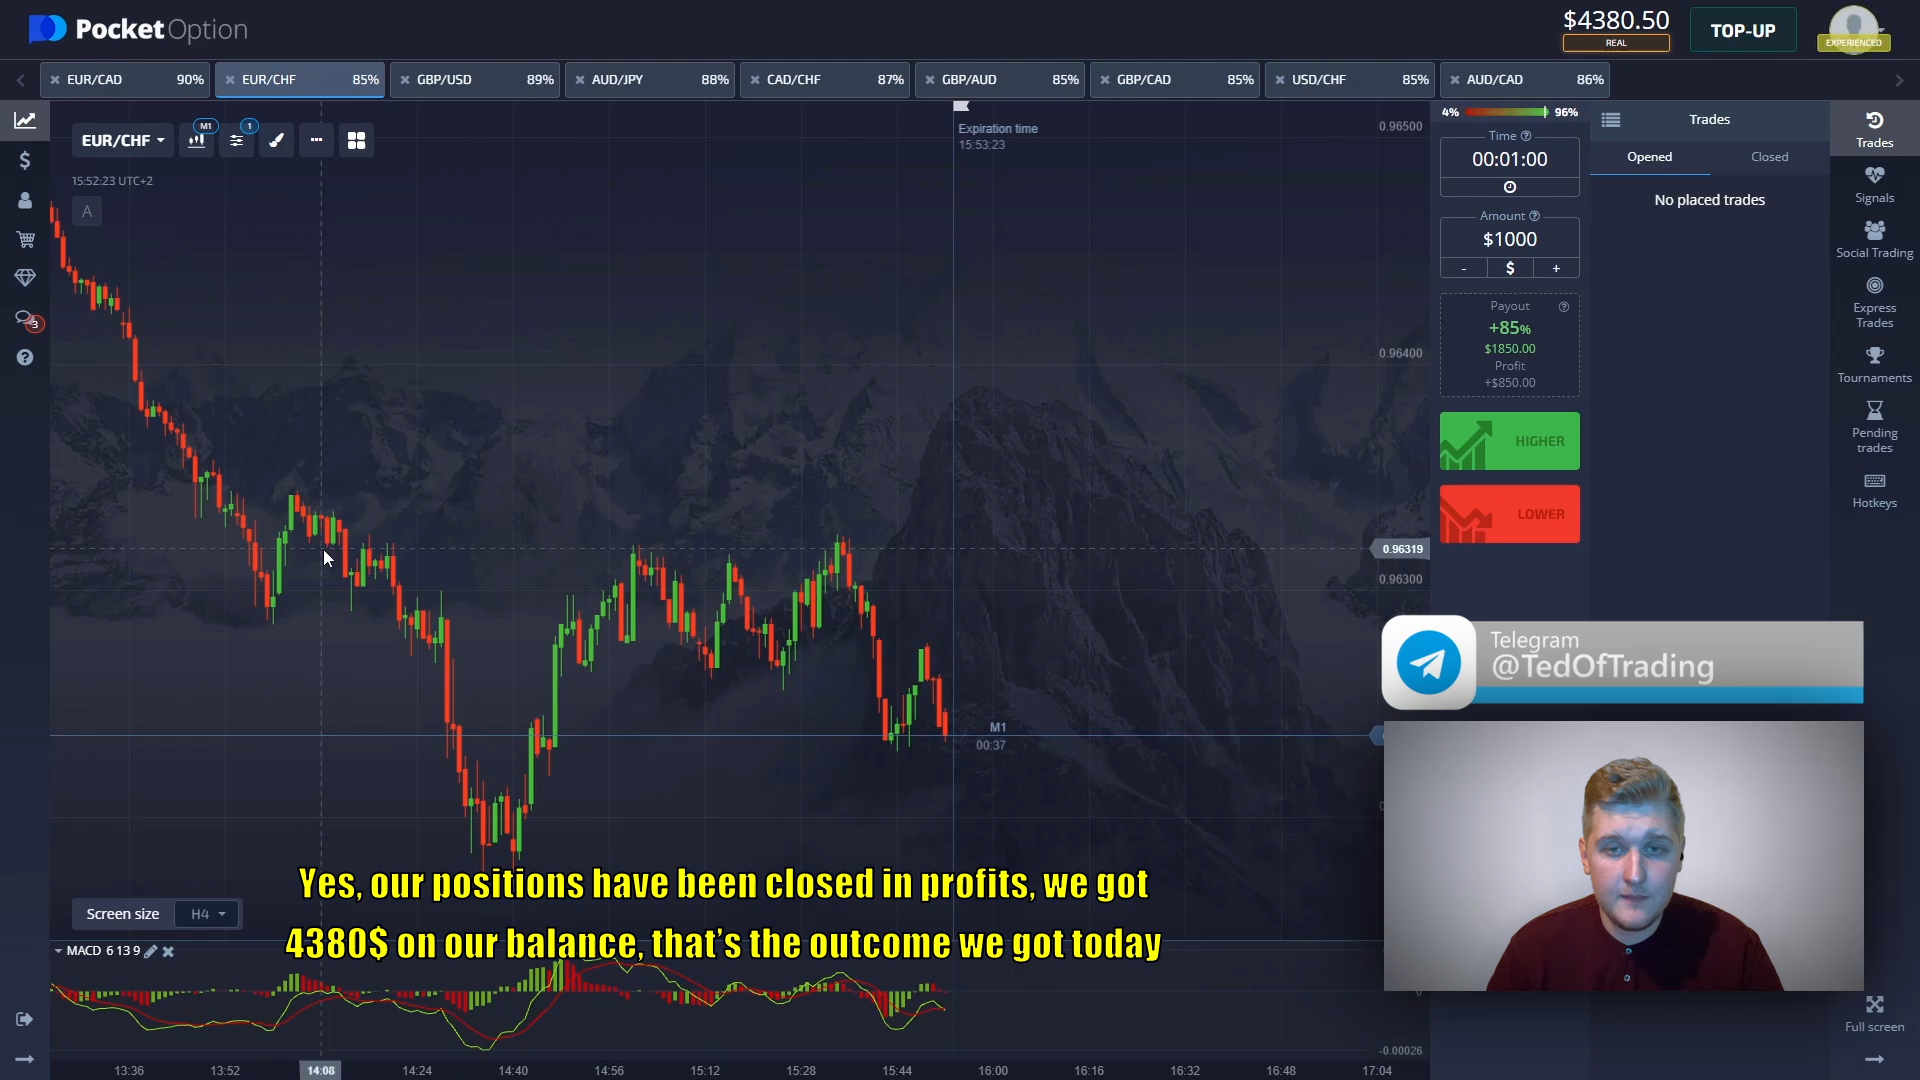 PocketOption
$4380.50
REAL
TOP-UP
EXPERIENCED
EUR/CAD 90%
EUR/CHF 85%
GBP/USD 89%
AUD/JPY 88%
CAD/CHF 87%
GBP/AUD 85%
GBP/CAD 85%
USD/CHF 85%
AUD/CAD 86%
EUR/CHF
M1
1
15:52:23 UTC+2
A
3
Expiration time
15:53:23
0.96500
0.96400
0.96319
0.96300
M1
00:37
4% 96%
Time
00:01:00
Amount
$1000
- $ +
Payout
+85%
$1850.00
Profit
+$850.00
HIGHER
LOWER
Trades
Opened Closed
No placed trades
Trades
Signals
Social Trading
Express
Trades
Tournaments
Pending
trades
Hotkeys
Telegram
@TedOfTrading
Yes, our positions have been closed in profits, we got
4380$ on our balance, that's the outcome we got today
Screen size H4
MACD 6 13 9
0
-0.00026
Full screen
13:36 13:52 14:08 14:24 14:40 14:56 15:12 15:28 15:44 16:00 16:16 16:32 16:48 17:04